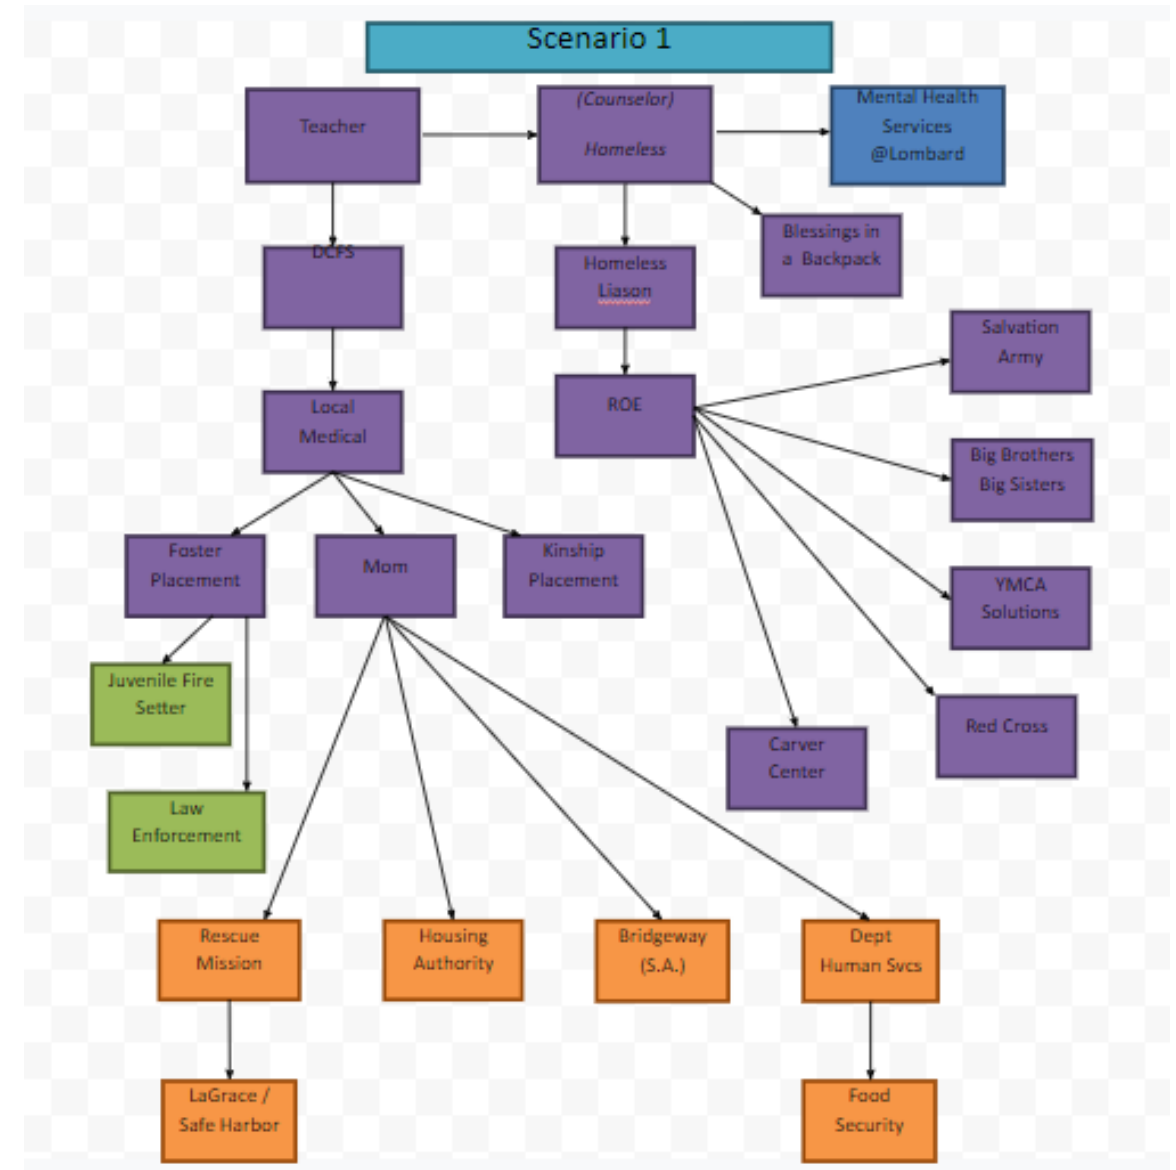 Scenario 1
Teacher
(Counselor)
Homeless
Mental Health
Services
@Lombard
Blessings in
a Backpack
DCFS
Homeless
Liason
Salvation
Army
Local
Medical
ROE
Big Brothers
Big Sisters
Foster
Placement
Mom
Kinship
Placement
YMCA
Solutions
Juvenile Fire
Setter
Red Cross
Carver
Center
Law
Enforcement
Rescue
Mission
Housing
Authority
Bridgeway
(S.A.)
Dept
Human Svcs
LaGrace /
Safe Harbor
Food
Security